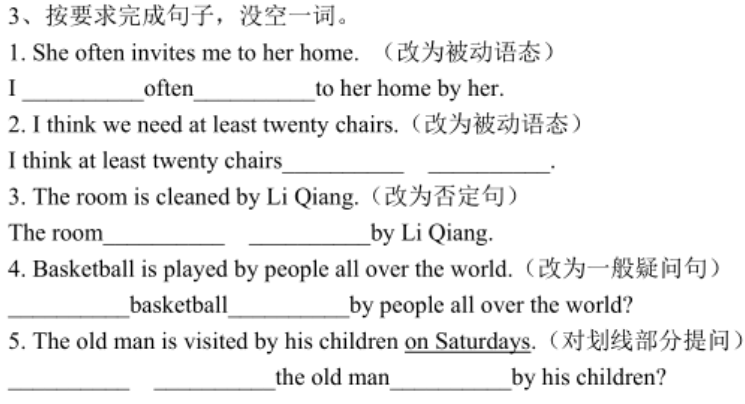 3、按要求完成句子，没空一词。
1. She often invites me to her home. （改为被动语态）
I __________often__________to her home by her.
2. I think we need at least twenty chairs.（改为被动语态）
I think at least twenty chairs__________ __________.
3. The room is cleaned by Li Qiang.（改为否定句）
The room__________ __________by Li Qiang.
4. Basketball is played by people all over the world.（改为一般疑问句）
__________basketball__________by people all over the world?
5. The old man is visited by his children on Saturdays.（对划线部分提问）
__________ __________the old man__________by his children?